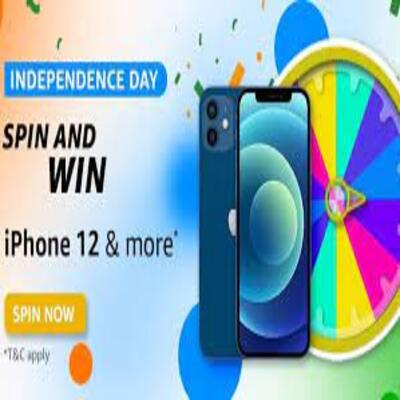 INDEPENDENCE DAY
SPIN AND
WIN
iPhone 12 & more*
SPIN NOW
*T&C apply